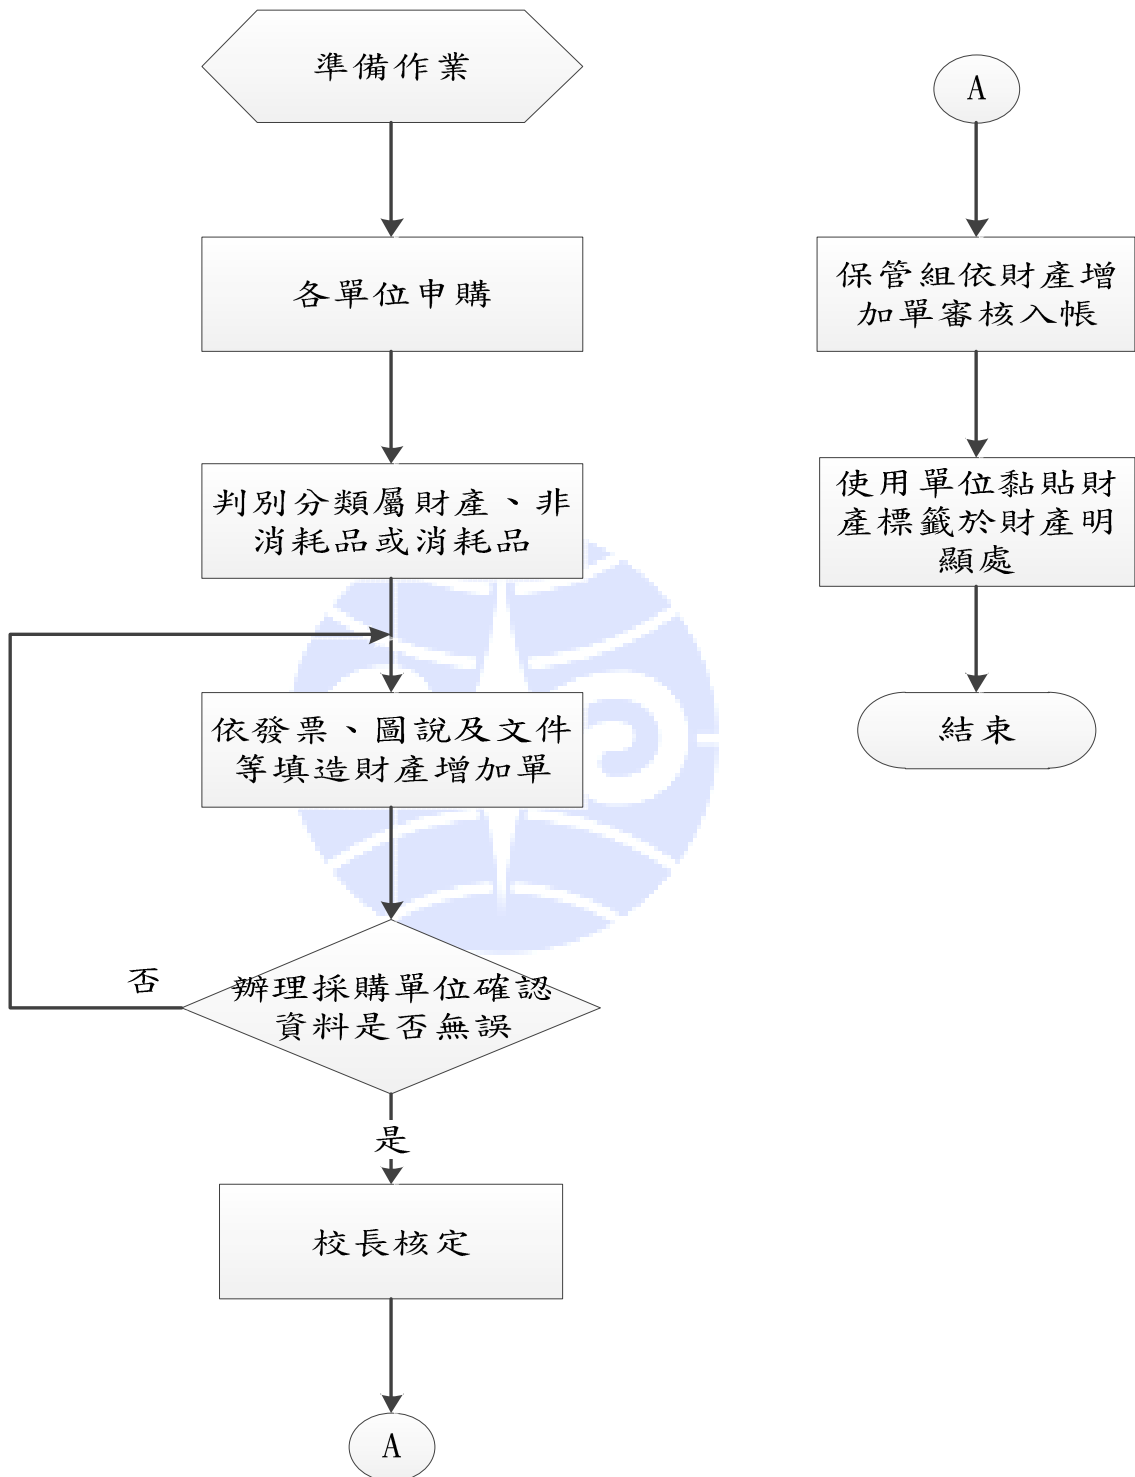 準備作業
各單位申購
判別分類屬財產、非
消耗品或消耗品
依發票、圖說及文件
等填造財產增加單
否
辦理採購單位確認
資料是否無誤
是
校長核定
A
A
保管組依財產增
加單審核入帳
使用單位黏貼財
產標籤於財產明
顯處
結束